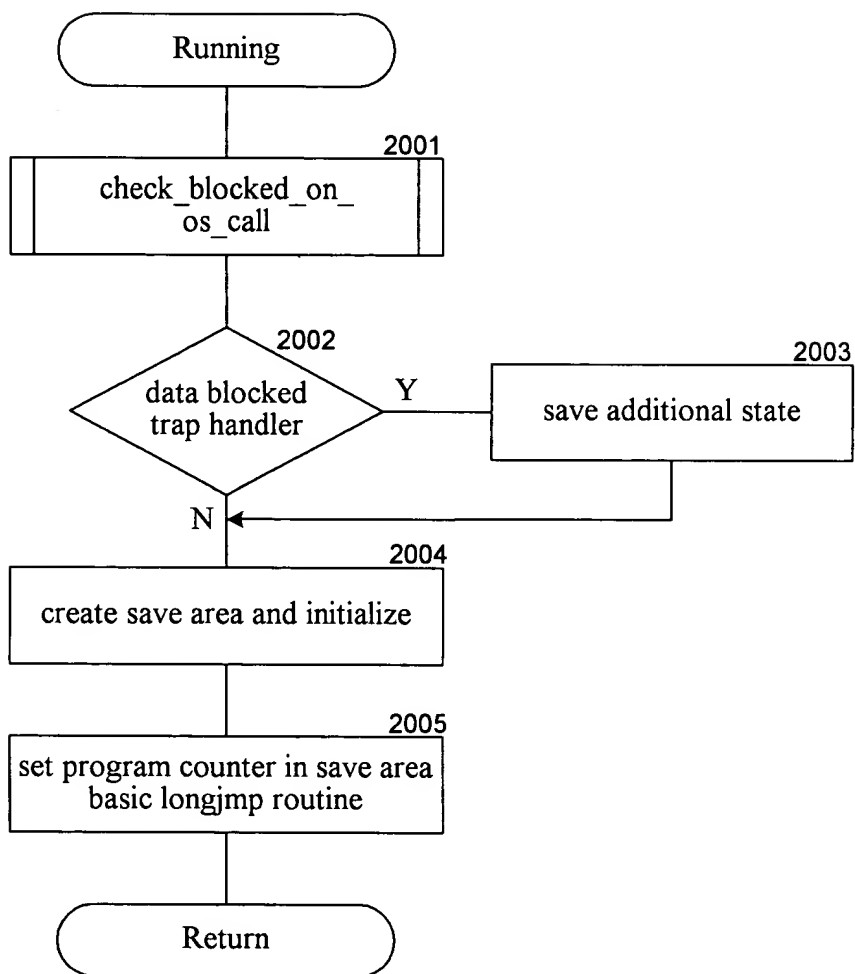 Running
2001
check_blocked_on_
os_call
2002
data blocked
trap handler
Y
2003
save additional state
N
2004
create save area and initialize
2005
set program counter in save area
basic longjmp routine
Return